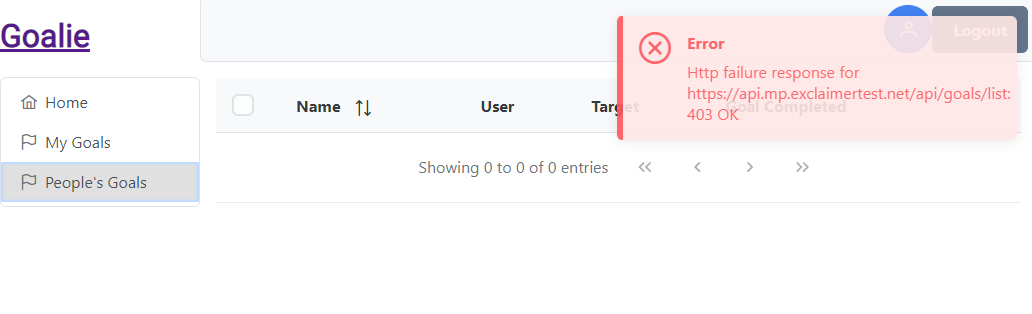 Goalie
Logout
Error
Http failure response for
https://api.mp.exclaimertest.net/api/goals/list:
403 OK
Home
My Goals
People's Goals
Name User Target Goal Completed
Showing 0 to 0 of 0 entries